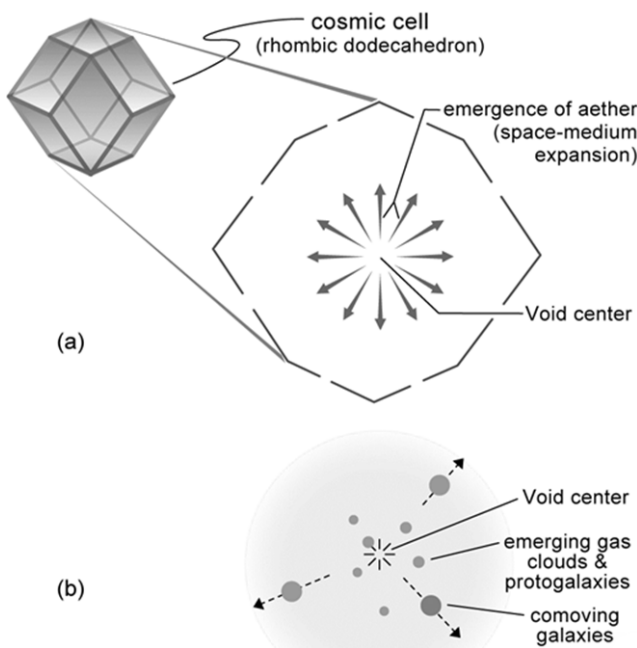 cosmic cell
(rhombic dodecahedron)
emergence of aether
(space-medium
expansion)
Void center
(a)
Void center
emerging gas
clouds &
protogalaxies
(b)
comoving
galaxies